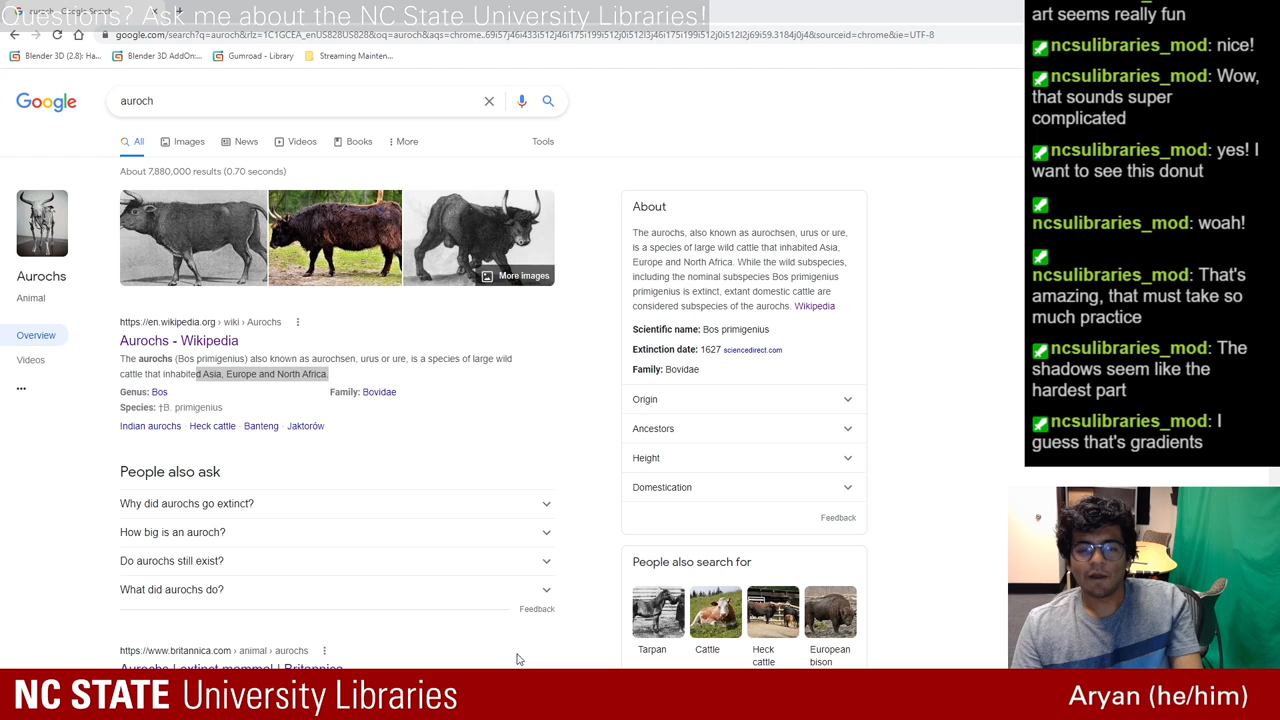 Questions? Ask me about the NC State University Libraries!
google.com/search?q=auroch&rlz=1C1GCEA_enUS828US828&oq=auroch&aqs=chrome..69i57j46i433i512j46i175i199i512j0i512l3j46i175i199i512j0i512l2j69i59.3184j0j4&sourceid=chrome&ie=UTF-8
Blender 3D (2.8): Ha...
Blender 3D AddOn:...
Gumroad - Library
Streaming Mainten...
Google
auroch
All
Images
News
Videos
Books
More
Tools
About 7,880,000 results (0.70 seconds)
Aurochs
Animal
Overview
Videos
More images
https://en.wikipedia.org › wiki › Aurochs
Aurochs - Wikipedia
The aurochs (Bos primigenius) also known as aurochsen, urus or ure, is a species of large wild
cattle that inhabited Asia, Europe and North Africa.
Genus: Bos
Family: Bovidae
Species: †B. primigenius
Indian aurochs · Heck cattle · Banteng · Jaktorów
People also ask
Why did aurochs go extinct?
How big is an auroch?
Do aurochs still exist?
What did aurochs do?
Feedback
https://www.britannica.com › animal › aurochs
Aurochs | extinct mammal | Britannica
About
The aurochs, also known as aurochsen, urus or ure,
is a species of large wild cattle that inhabited Asia,
Europe and North Africa. While the wild subspecies,
including the nominal subspecies Bos primigenius
primigenius is extinct, extant domestic cattle are
considered subspecies of the aurochs. Wikipedia
Scientific name: Bos primigenius
Extinction date: 1627 sciencedirect.com
Family: Bovidae
Origin
Ancestors
Height
Domestication
Feedback
People also search for
Tarpan
Cattle
Heck
cattle
European
bison
art seems really fun
ncsulibraries_mod: nice!
ncsulibraries_mod: Wow,
that sounds super
complicated
ncsulibraries_mod: yes! I
want to see this donut
ncsulibraries_mod: woah!
ncsulibraries_mod: That's
amazing, that must take so
much practice
ncsulibraries_mod: The
shadows seem like the
hardest part
ncsulibraries_mod: I
guess that's gradients
NC STATE University Libraries
Aryan (he/him)